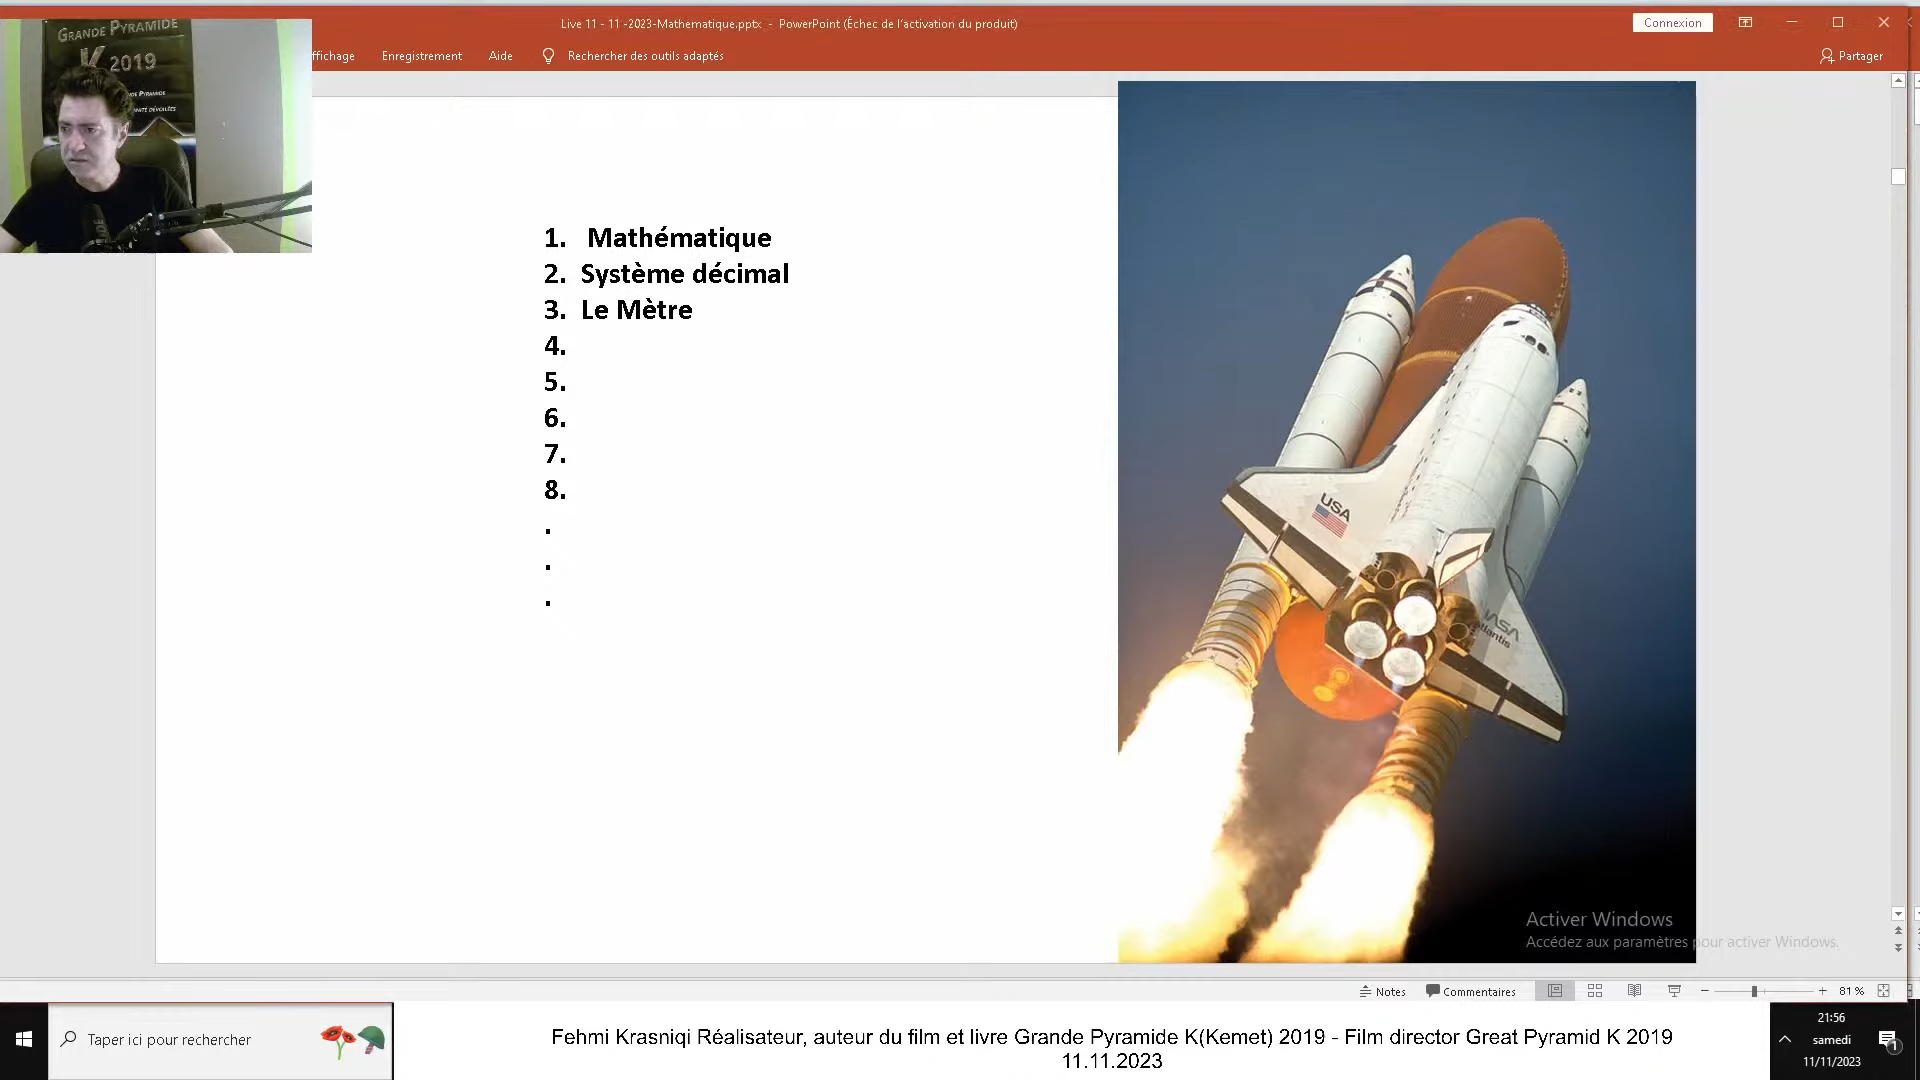 Live 11 - 11 -2023-Mathematique.pptx - PowerPoint (Échec de l'activation du produit)
Connexion
GRANDE PYRAMIDE
K 2019
ffichage
Enregistrement
Aide
Rechercher des outils adaptés
Partager
1. Mathématique
2. Système décimal
3. Le Mètre
4.
5.
6.
7.
8.
.
.
.
USA
NASA
Atlantis
Activer Windows
Accédez aux paramètres pour activer Windows.
Notes
Commentaires
81 %
Taper ici pour rechercher
Fehmi Krasniqi Réalisateur, auteur du film et livre Grande Pyramide K(Kemet) 2019 - Film director Great Pyramid K 2019
11.11.2023
21:56
samedi
11/11/2023
1